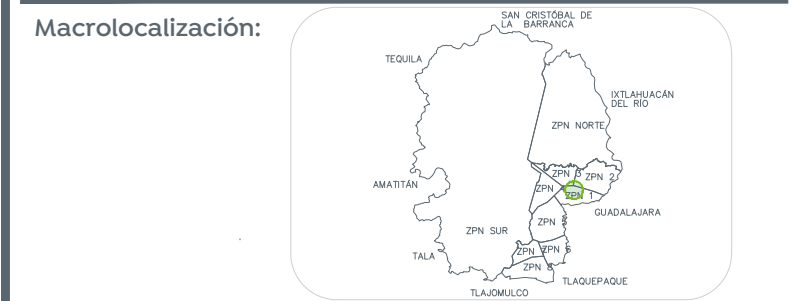 Macrolocalización:
SAN CRISTÓBAL DE
LA BARRANCA
TEQUILA
IXTLAHUACÁN
DEL RÍO
ZPN NORTE
ZPN 3
ZPN 2
AMATITÁN
ZPN
ZPN 1
GUADALAJARA
ZPN
ZPN SUR
ZPN
ZPN 6
TALA
ZPN
TLAQUEPAQUE
TLAJOMULCO